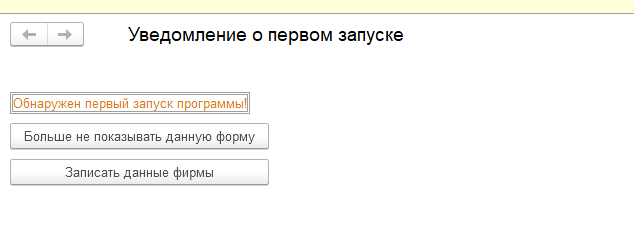 Уведомление о первом запуске
Обнаружен первый запуск программы!
Больше не показывать данную форму
Записать данные фирмы